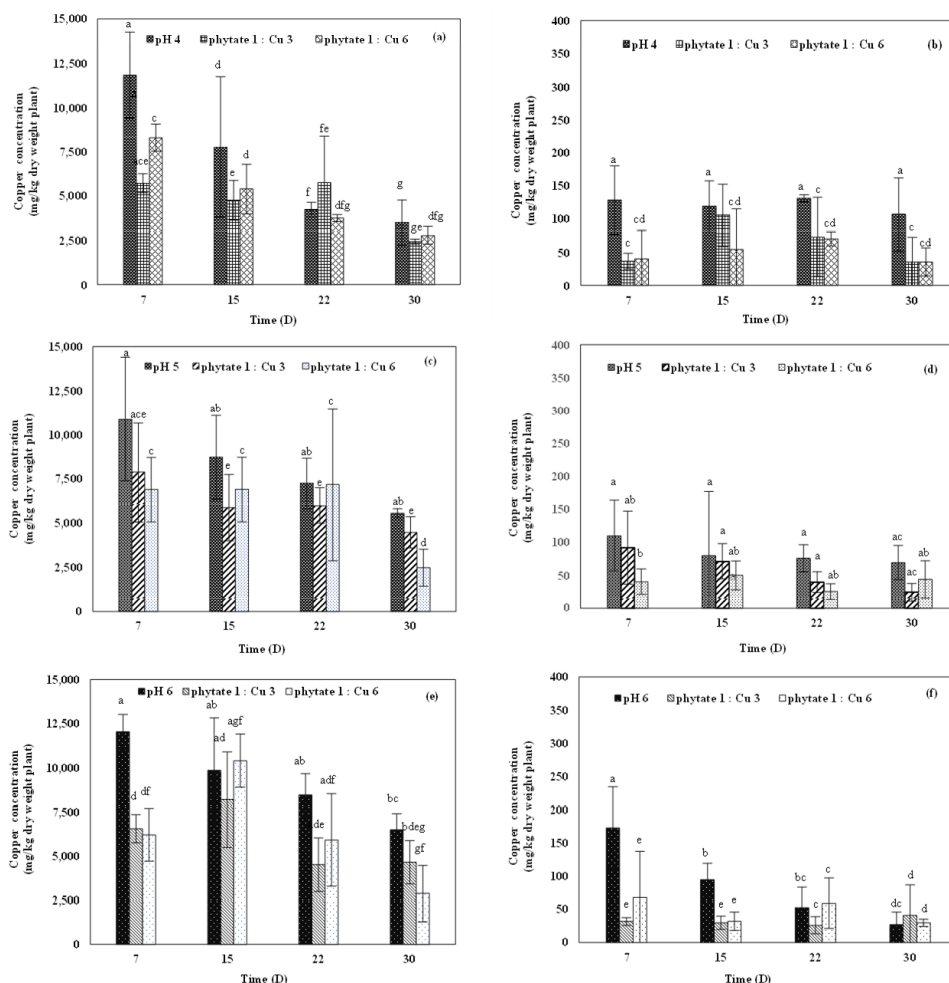 15,000
12,500
10,000
7,500
5,000
2,500
0
Copper concentration
(mg/kg dry weight plant)
pH 4 phytate 1 : Cu 3 phytate 1 : Cu 6 (a)
a
ace
c
d
e
d
f
fe
dfg
g
ge
dfg
7 15 22 30
Time (D)
400
350
300
250
200
150
100
50
0
Copper concentration
(mg/kg dry weight plant)
pH 4 phytate 1 : Cu 3 phytate 1 : Cu 6 (b)
a
c
cd
a
cd
a
c
cd
a
c
cd
7 15 22 30
Time (D)
15,000
12,500
10,000
7,500
5,000
2,500
0
Copper concentration
(mg/kg dry weight plant)
pH 5 phytate 1 : Cu 3 phytate 1 : Cu 6 (c)
a
ace
c
ab
e
c
ab
e
c
ab
e
d
7 15 22 30
Time (D)
400
350
300
250
200
150
100
50
0
Copper concentration
(mg/kg dry weight plant)
pH 5 phytate 1 : Cu 3 phytate 1 : Cu 6 (d)
a
ab
b
a
a
ab
a
a
ab
ac
ac
ab
7 15 22 30
Time (D)
15,000
12,500
10,000
7,500
5,000
2,500
0
Copper concentration
(mg/kg dry weight plant)
pH 6 phytate 1 : Cu 3 phytate 1 : Cu 6 (e)
a
d
df
ab
ad
agf
ab
de
adf
bc
bdeg
gf
7 15 22 30
Time (D)
400
350
300
250
200
150
100
50
0
Copper concentration
(mg/kg dry weight plant)
pH 6 phytate 1 : Cu 3 phytate 1 : Cu 6 (f)
a
e
e
b
e
e
bc
c
e
dc
d
d
7 15 22 30
Time (D)